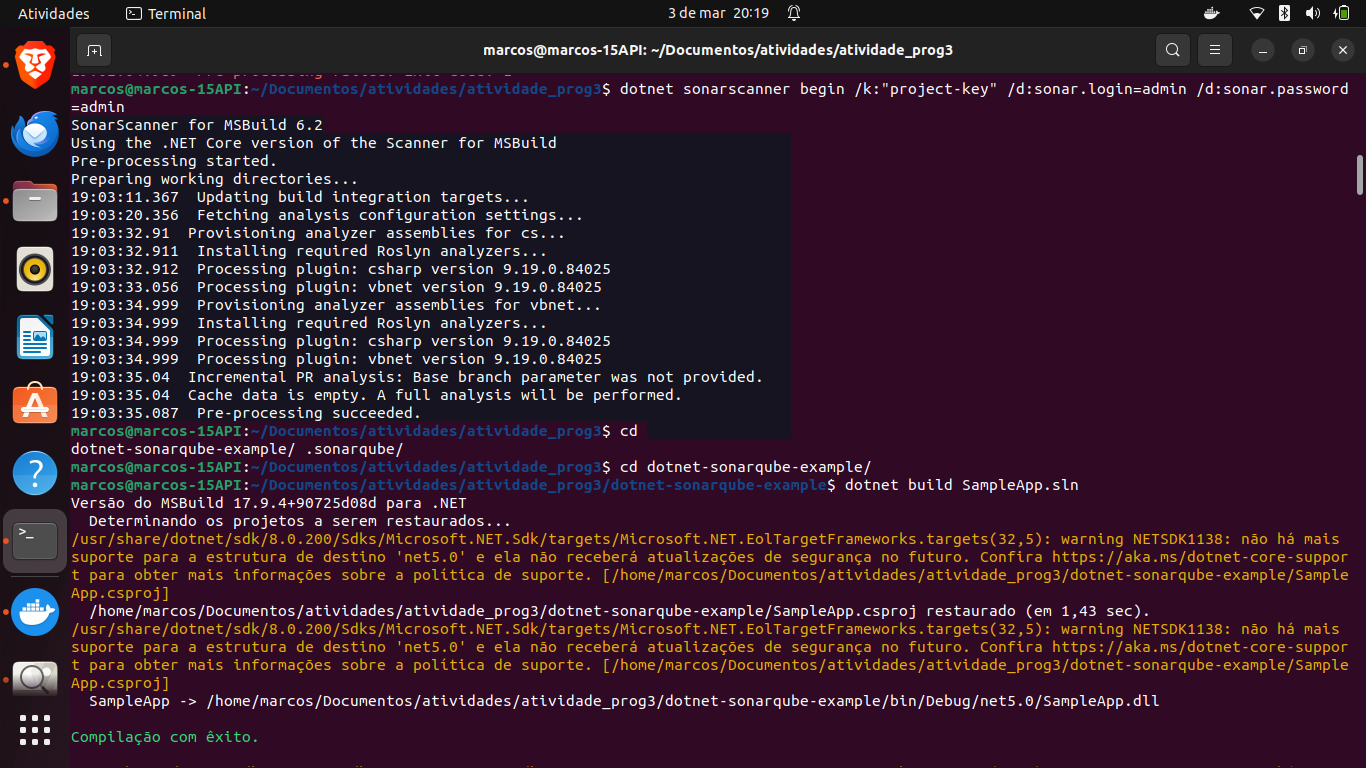 Atividades
Terminal
3 de mar 20:19
marcos@marcos-15API: ~/Documentos/atividades/atividade_prog3
marcos@marcos-15API:~/Documentos/atividades/atividade_prog3$ dotnet sonarscanner begin /k:"project-key" /d:sonar.login=admin /d:sonar.password
=admin
SonarScanner for MSBuild 6.2
Using the .NET Core version of the Scanner for MSBuild
Pre-processing started.
Preparing working directories...
19:03:11.367  Updating build integration targets...
19:03:20.356  Fetching analysis configuration settings...
19:03:32.91  Provisioning analyzer assemblies for cs...
19:03:32.911  Installing required Roslyn analyzers...
19:03:32.912  Processing plugin: csharp version 9.19.0.84025
19:03:33.056  Processing plugin: vbnet version 9.19.0.84025
19:03:34.999  Provisioning analyzer assemblies for vbnet...
19:03:34.999  Installing required Roslyn analyzers...
19:03:34.999  Processing plugin: csharp version 9.19.0.84025
19:03:34.999  Processing plugin: vbnet version 9.19.0.84025
19:03:35.04  Incremental PR analysis: Base branch parameter was not provided.
19:03:35.04  Cache data is empty. A full analysis will be performed.
19:03:35.087  Pre-processing succeeded.
marcos@marcos-15API:~/Documentos/atividades/atividade_prog3$ cd
dotnet-sonarqube-example/ .sonarqube/
marcos@marcos-15API:~/Documentos/atividades/atividade_prog3$ cd dotnet-sonarqube-example/
marcos@marcos-15API:~/Documentos/atividades/atividade_prog3/dotnet-sonarqube-example$ dotnet build SampleApp.sln
Versão do MSBuild 17.9.4+90725d08d para .NET
  Determinando os projetos a serem restaurados...
/usr/share/dotnet/sdk/8.0.200/Sdks/Microsoft.NET.Sdk/targets/Microsoft.NET.EolTargetFrameworks.targets(32,5): warning NETSDK1138: não há mais
suporte para a estrutura de destino 'net5.0' e ela não receberá atualizações de segurança no futuro. Confira https://aka.ms/dotnet-core-suppor
t para obter mais informações sobre a política de suporte. [/home/marcos/Documentos/atividades/atividade_prog3/dotnet-sonarqube-example/Sample
App.csproj]
  /home/marcos/Documentos/atividades/atividade_prog3/dotnet-sonarqube-example/SampleApp.csproj restaurado (em 1,43 sec).
/usr/share/dotnet/sdk/8.0.200/Sdks/Microsoft.NET.Sdk/targets/Microsoft.NET.EolTargetFrameworks.targets(32,5): warning NETSDK1138: não há mais
suporte para a estrutura de destino 'net5.0' e ela não receberá atualizações de segurança no futuro. Confira https://aka.ms/dotnet-core-suppor
t para obter mais informações sobre a política de suporte. [/home/marcos/Documentos/atividades/atividade_prog3/dotnet-sonarqube-example/Sample
App.csproj]
  SampleApp -> /home/marcos/Documentos/atividades/atividade_prog3/dotnet-sonarqube-example/bin/Debug/net5.0/SampleApp.dll
Compilação com êxito.